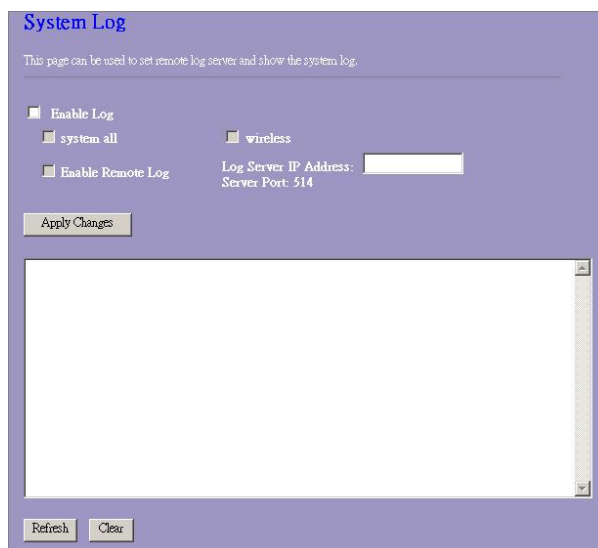 System Log
This page can be used to set remote log server and show the system log.
Enable Log
system all
wireless
Enable Remote Log
Log Server IP Address:
Server Port: 514
Apply Changes
Refresh
Clear